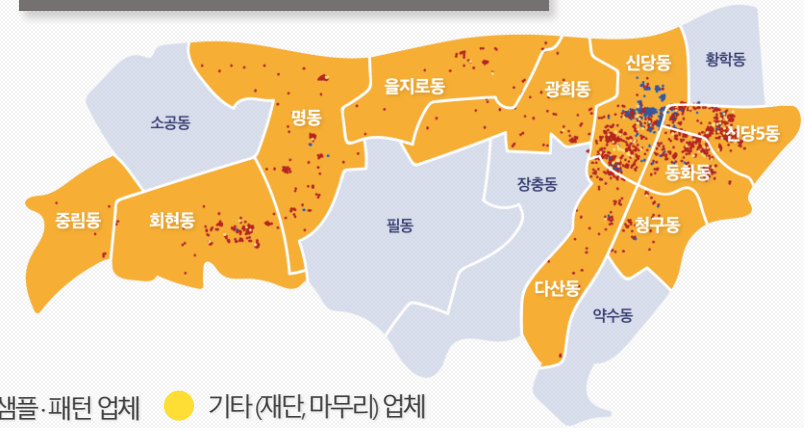 황학동
신당동
을지로동
광희동
소공동
명동
신당5동
동화동
장충동
중림동
회현동
필동
청구동
다산동
약수동
샘플·패턴 업체
기타(재단,마무리) 업체